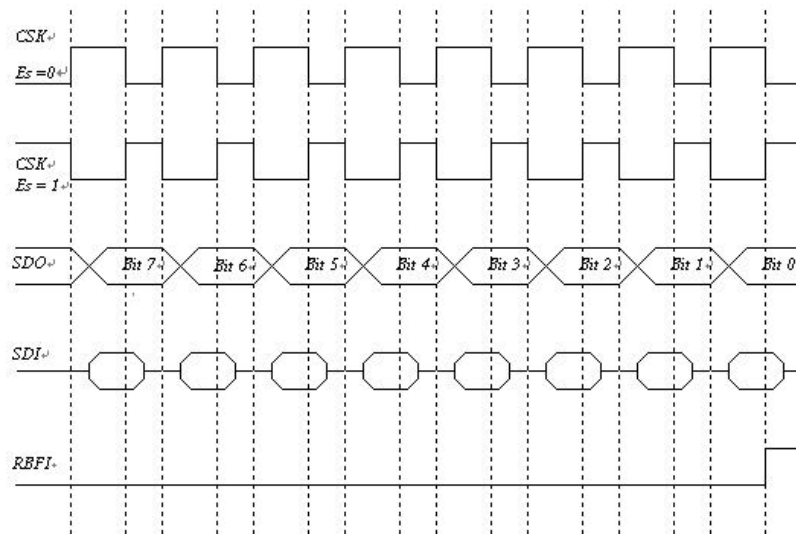 CSK↵
Es =0↵
CSK↵
Es = 1↵
SDO↵ Bit 7↵ Bit 6↵ Bit 5↵ Bit 4↵ Bit 3↵ Bit 2↵ Bit 1↵ Bit 0
SDI↵
RBFI↵